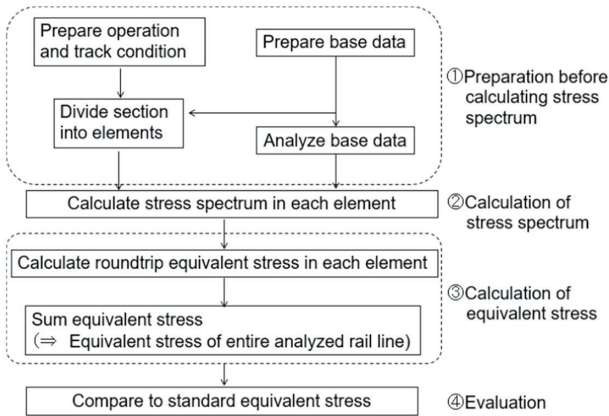 Prepare operation
and track condition
Prepare base data
①Preparation before
calculating stress
spectrum
Divide section
into elements
Analyze base data
Calculate stress spectrum in each element
②Calculation of
stress spectrum
Calculate roundtrip equivalent stress in each element
③Calculation of
equivalent stress
Sum equivalent stress
(⇒ Equivalent stress of entire analyzed rail line)
Compare to standard equivalent stress
④Evaluation